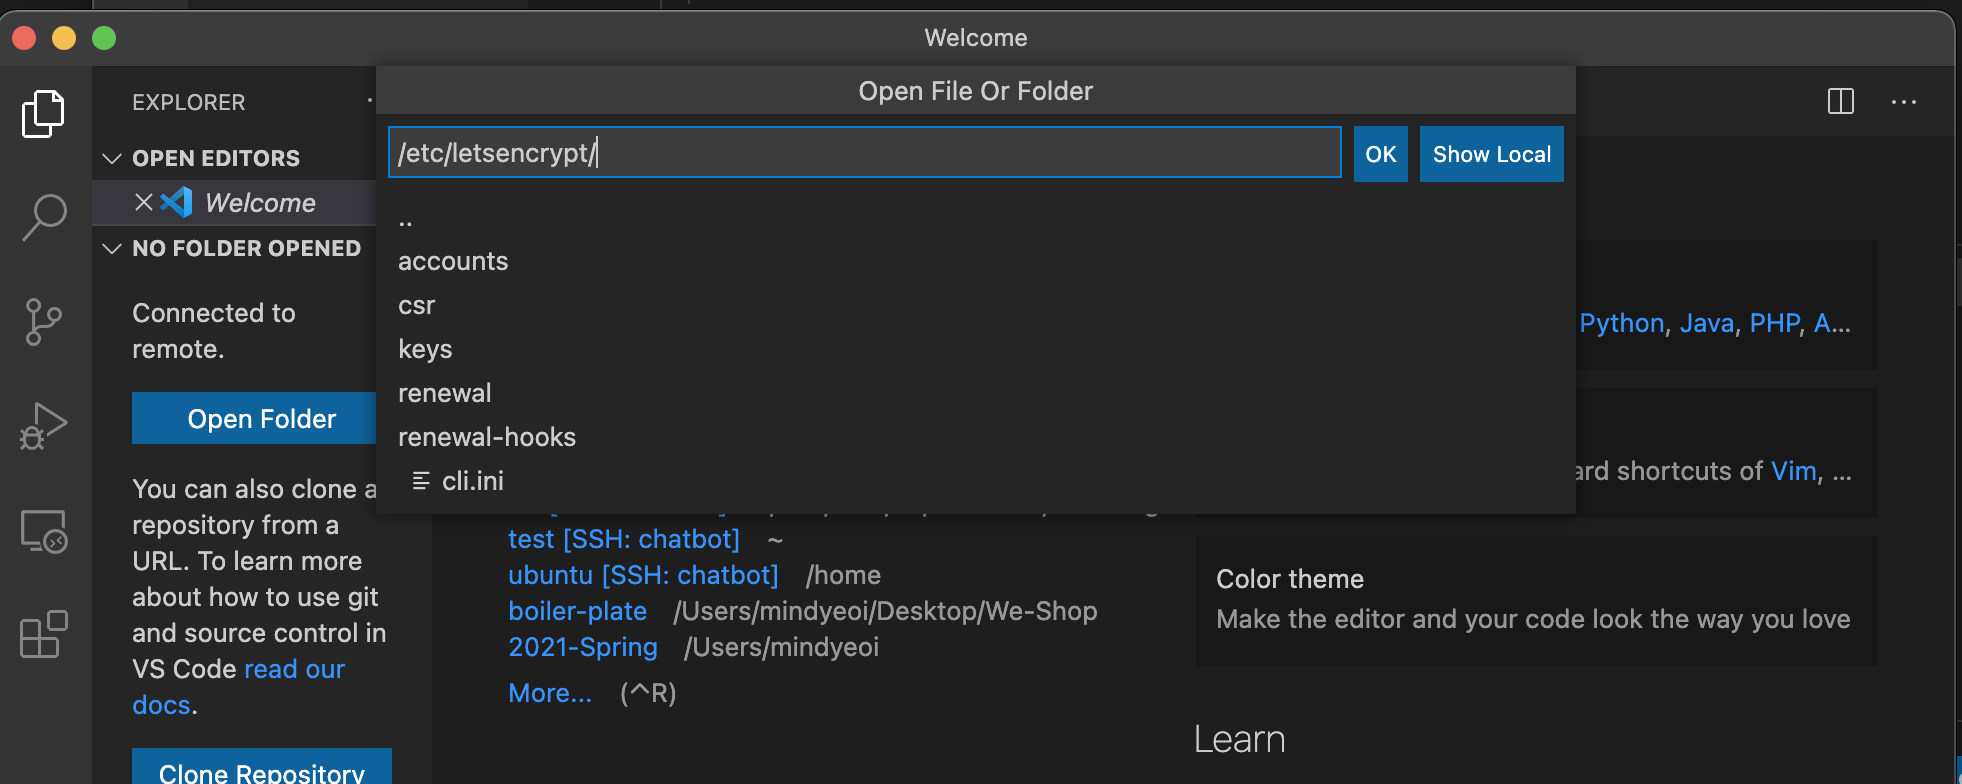 Welcome
Open File Or Folder
/etc/letsencrypt/
OK
Show Local
..
accounts
csr
keys
renewal
renewal-hooks
cli.ini
EXPLORER
OPEN EDITORS
Welcome
NO FOLDER OPENED
Connected to
remote.
Open Folder
You can also clone a
repository from a
URL. To learn more
about how to use git
and source control in
VS Code read our
docs.
Clone Repository
test [SSH: chatbot] ~
ubuntu [SSH: chatbot] /home
boiler-plate /Users/mindyeoi/Desktop/We-Shop
2021-Spring /Users/mindyeoi
More... (^R)
Python, Java, PHP, A...
shortcuts of Vim, ...
Color theme
Make the editor and your code look the way you love
Learn